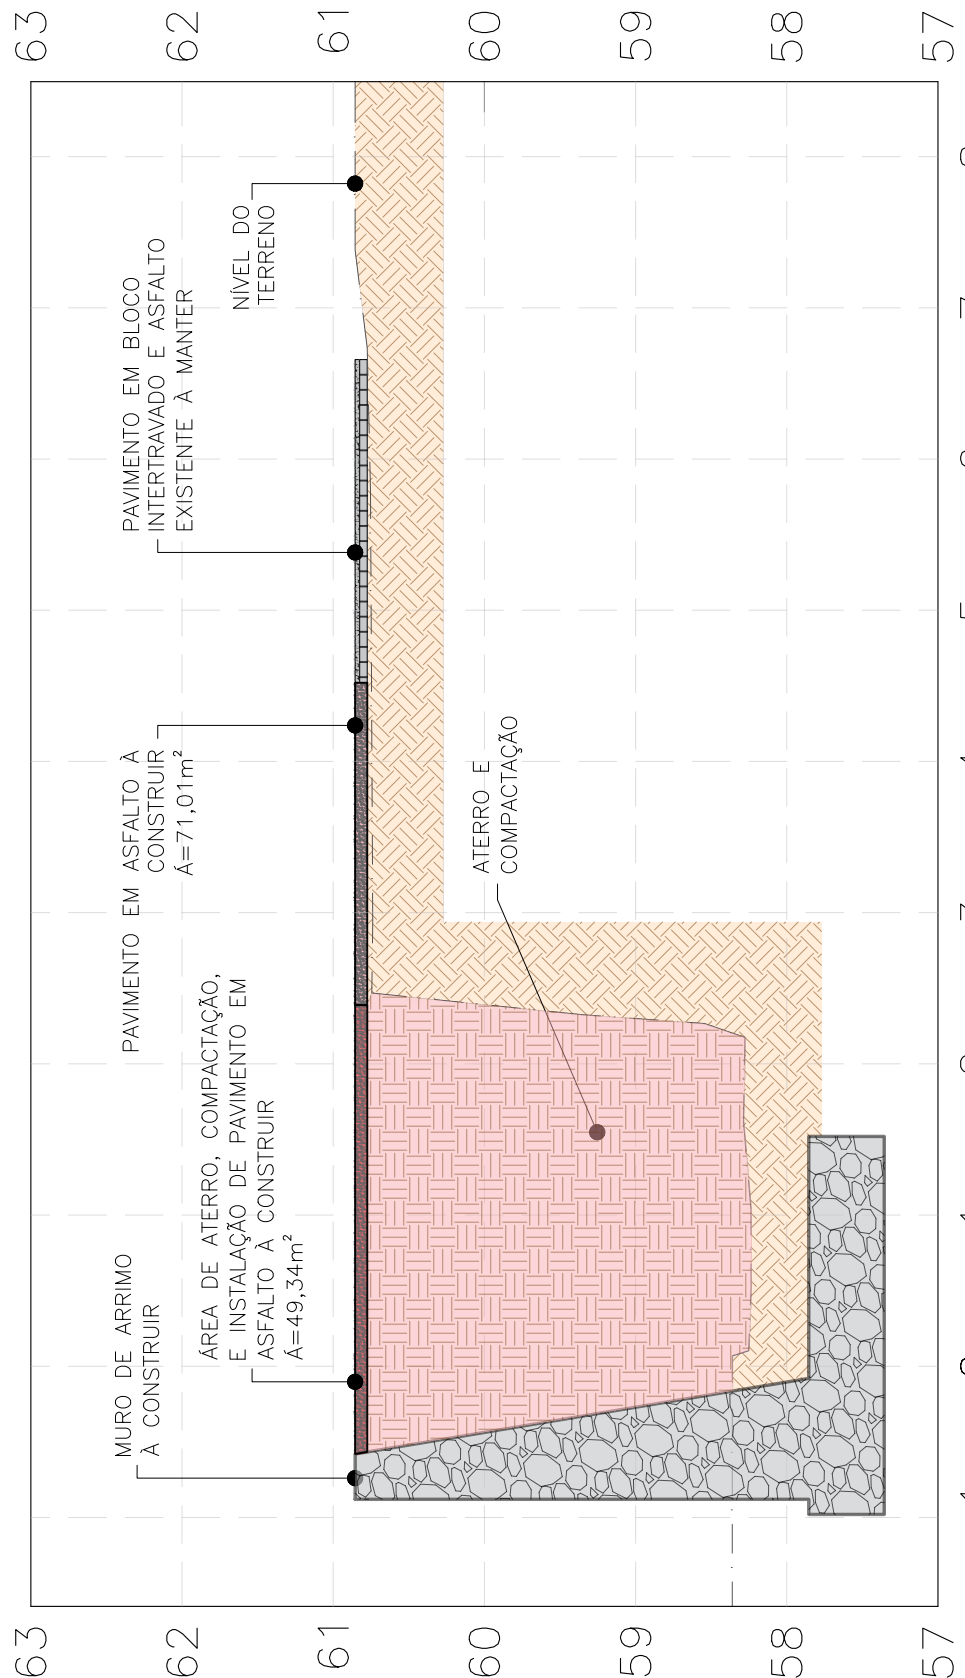 63
62
61
60
59
58
57
MURO DE ARRIMO
À CONSTRUIR
ÁREA DE ATERRO, COMPACTAÇÃO,
E INSTALAÇÃO DE PAVIMENTO EM
ASFALTO À CONSTRUIR
Á=49,34m²
PAVIMENTO EM ASFALTO À
CONSTRUIR
Á=71,01m²
PAVIMENTO EM BLOCO
INTERTRAVADO E ASFALTO
EXISTENTE À MANTER
NÍVEL DO
TERRENO
ATERRO E
COMPACTAÇÃO
63
62
61
60
59
58
57